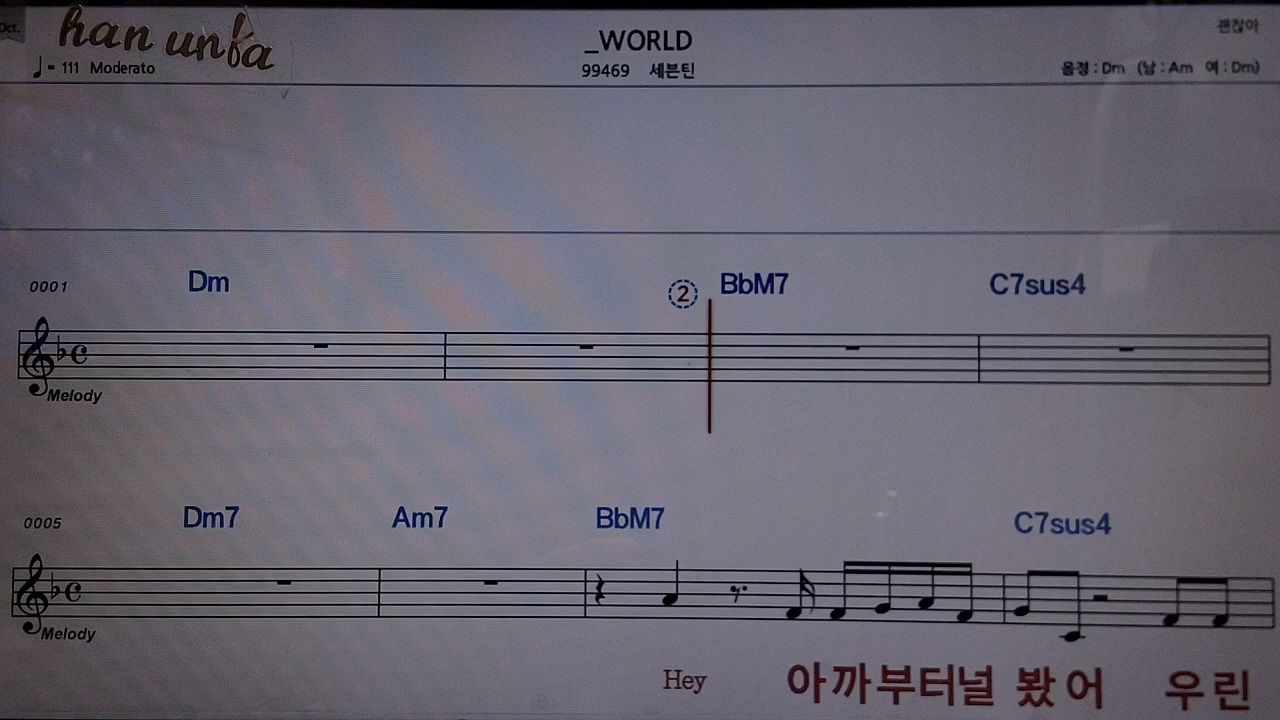 Oct.
han unfa
_WORLD
괜찮아
♩= 111 Moderato
99469 세븐틴
음정 : Dm (남 : Am 여 : Dm)
0001
Dm
②
BbM7
C7sus4
Melody
0005
Dm7
Am7
BbM7
C7sus4
Melody
Hey 아까부터널 봤어 우린